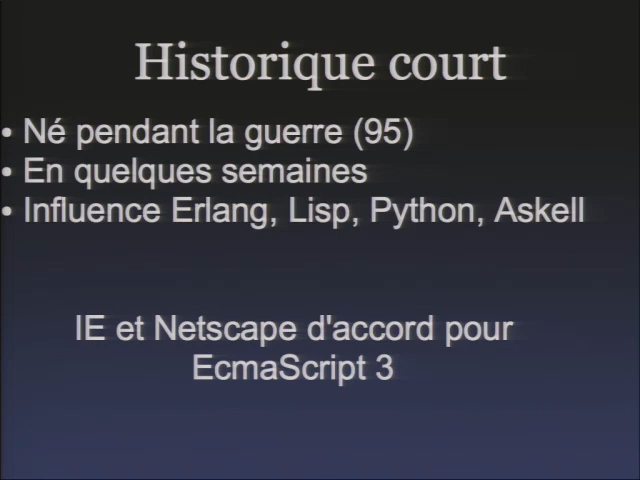 Historique court
• Né pendant la guerre (95)
• En quelques semaines
• Influence Erlang, Lisp, Python, Askell
IE et Netscape d'accord pour
EcmaScript 3